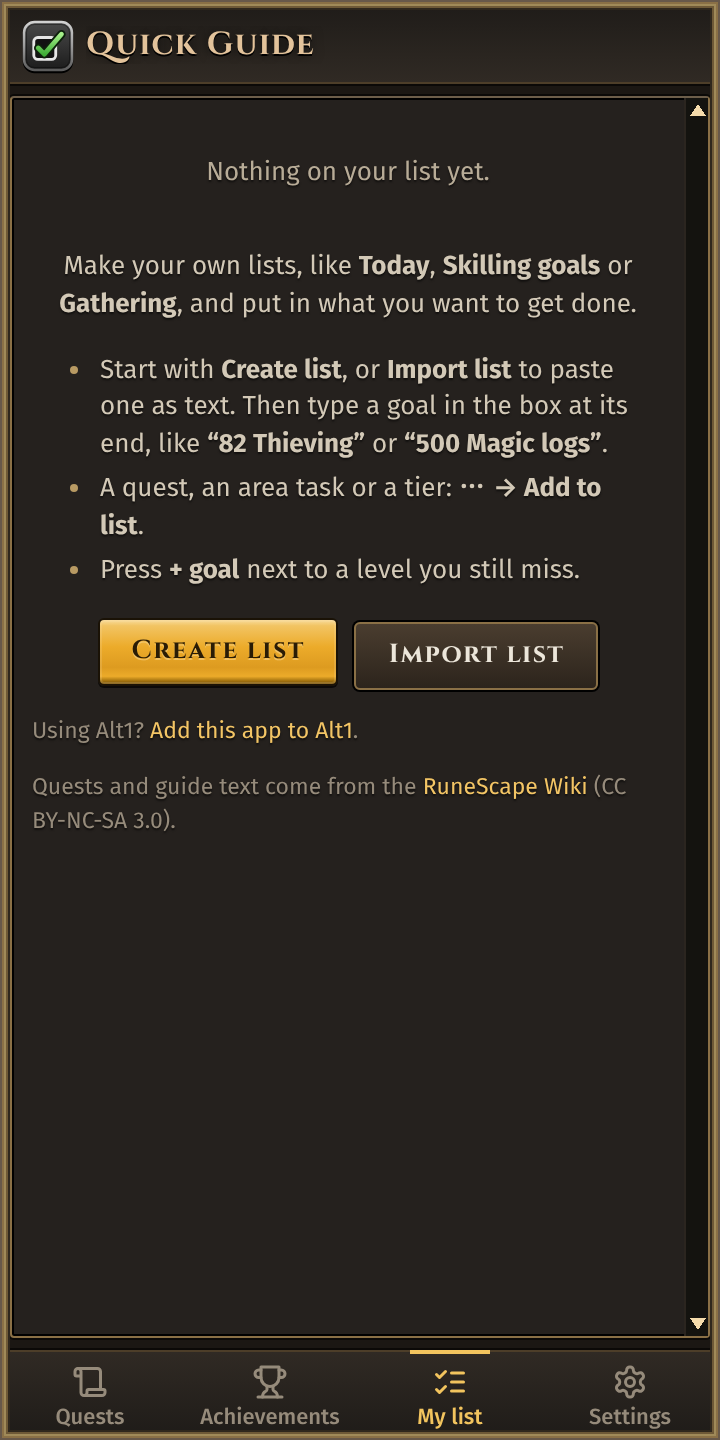 Quick Guide
Nothing on your list yet.
Make your own lists, like Today, Skilling goals or
Gathering, and put in what you want to get done.
• Start with Create list, or Import list to paste
one as text. Then type a goal in the box at its
end, like “82 Thieving” or “500 Magic logs”.
• A quest, an area task or a tier: ··· → Add to
list.
• Press + goal next to a level you still miss.
Create list
Import list
Using Alt1? Add this app to Alt1.
Quests and guide text come from the RuneScape Wiki (CC
BY-NC-SA 3.0).
Quests
Achievements
My list
Settings